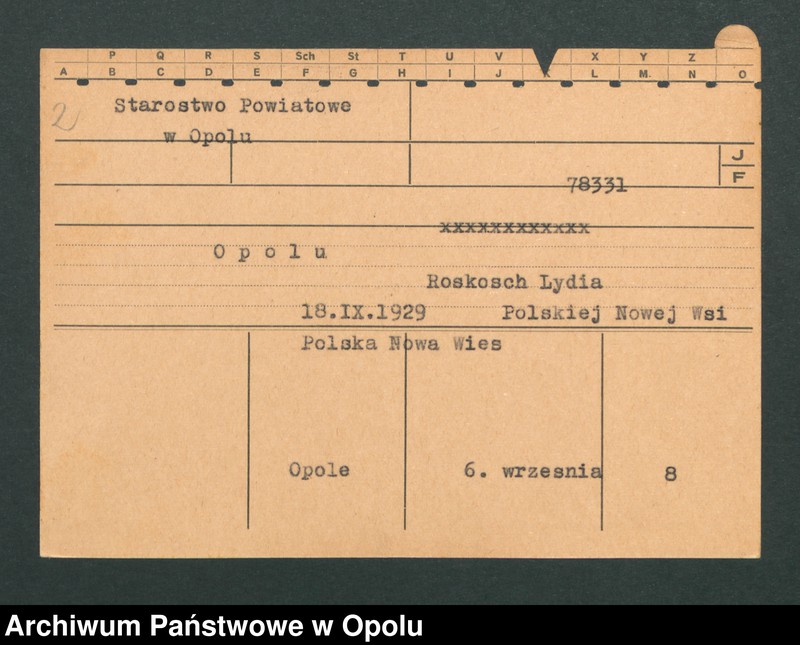 P Q R S Sch St T U V X Y Z
A B C D E F G H I J K L M N O
2
Starostwo Powiatowe
w Opolu
J
F
78331
xxxxxxxxxxxx
O p o l u
Roskosch Lydia
18.IX.1929 Polskiej Nowej Wsi
Polska Nowa Wies
Opole 6. wrzesnia 8
Archiwum Państwowe w Opolu